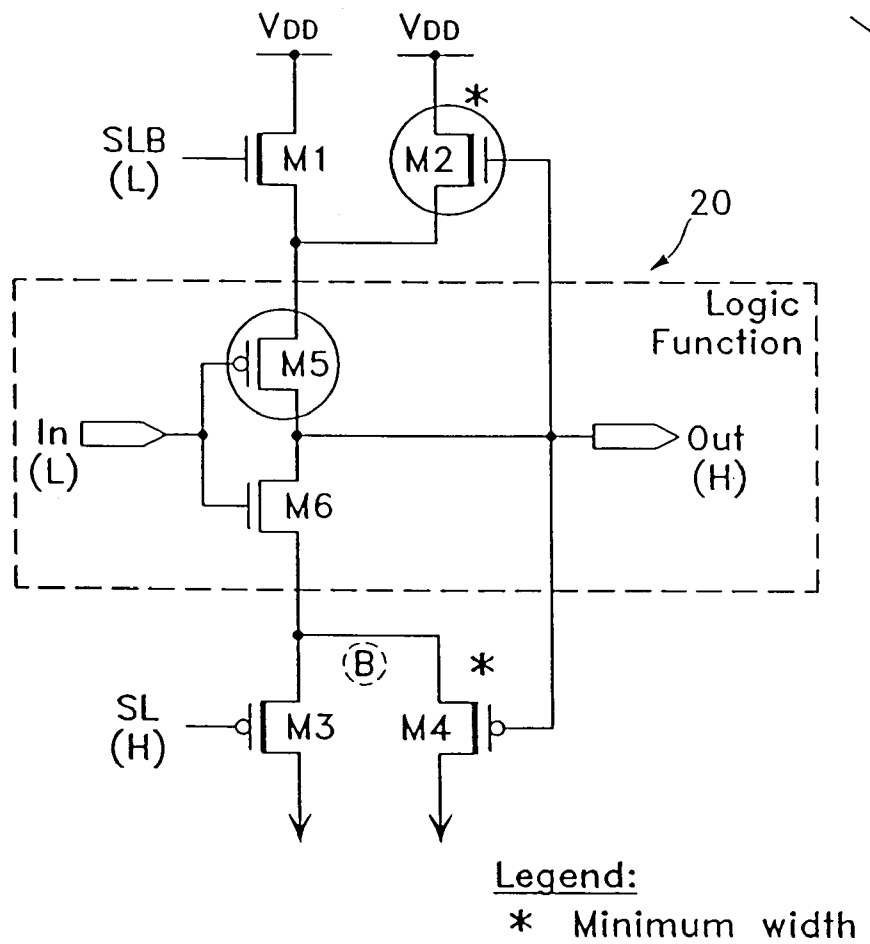 VDD VDD
*
SLB
(L)
M1
M2
20
Logic
Function
M5
In
(L)
Out
(H)
M6
B
*
SL
(H)
M3
M4
Legend:
* Minimum width